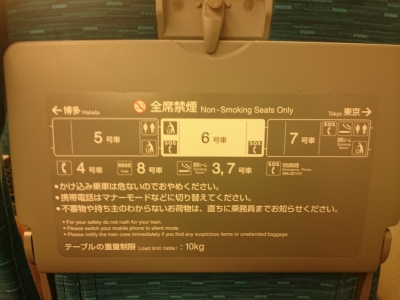 全席禁煙 Non-Smoking Seats Only
← 博多 Hakata
Tokyo 東京 →
5 号車 6 号車 SOS 7 号車 SOS
4 号車 8 号車 3,7 号車 SOS
●かけ込み乗車は危ないのでおやめください。
●携帯電話はマナーモードなどに切り替えてください。
●不審物や持ち主のわからないお荷物は、直ちに乗務員までお知らせください。
● For your safety do not rush for your train.
● Please switch your mobile phone to silent mode.
● Please notify the train crew immediately if you find any suspicious items or unattended baggage.
テーブルの重量制限 Load limit (table) : 10kg